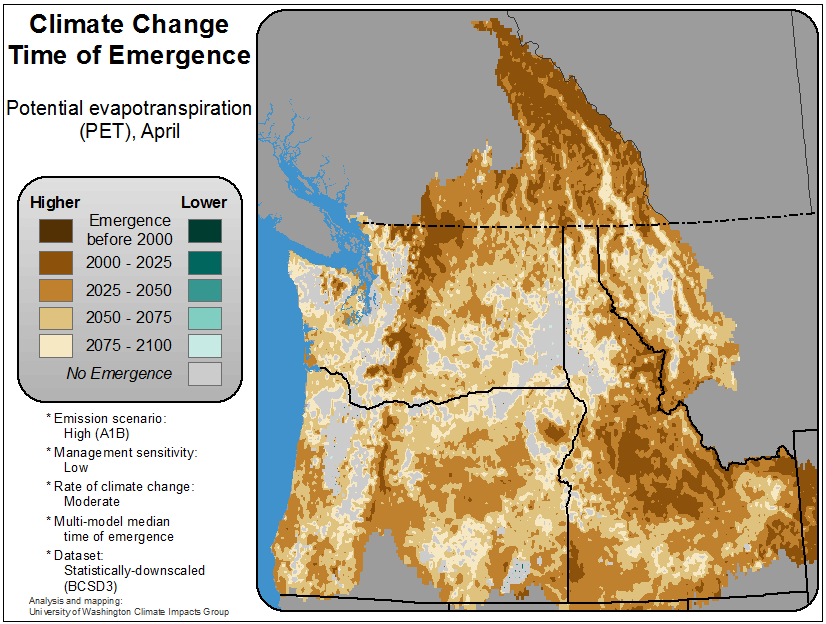 Climate Change
Time of Emergence
Potential evapotranspiration
(PET), April
Higher
Lower
Emergence
before 2000
2000 - 2025
2025 - 2050
2050 - 2075
2075 - 2100
No Emergence
* Emission scenario:
High (A1B)
* Management sensitivity:
Low
* Rate of climate change:
Moderate
* Multi-model median
time of emergence
* Dataset:
Statistically-downscaled
(BCSD3)
Analysis and mapping:
University of Washington Climate Impacts Group